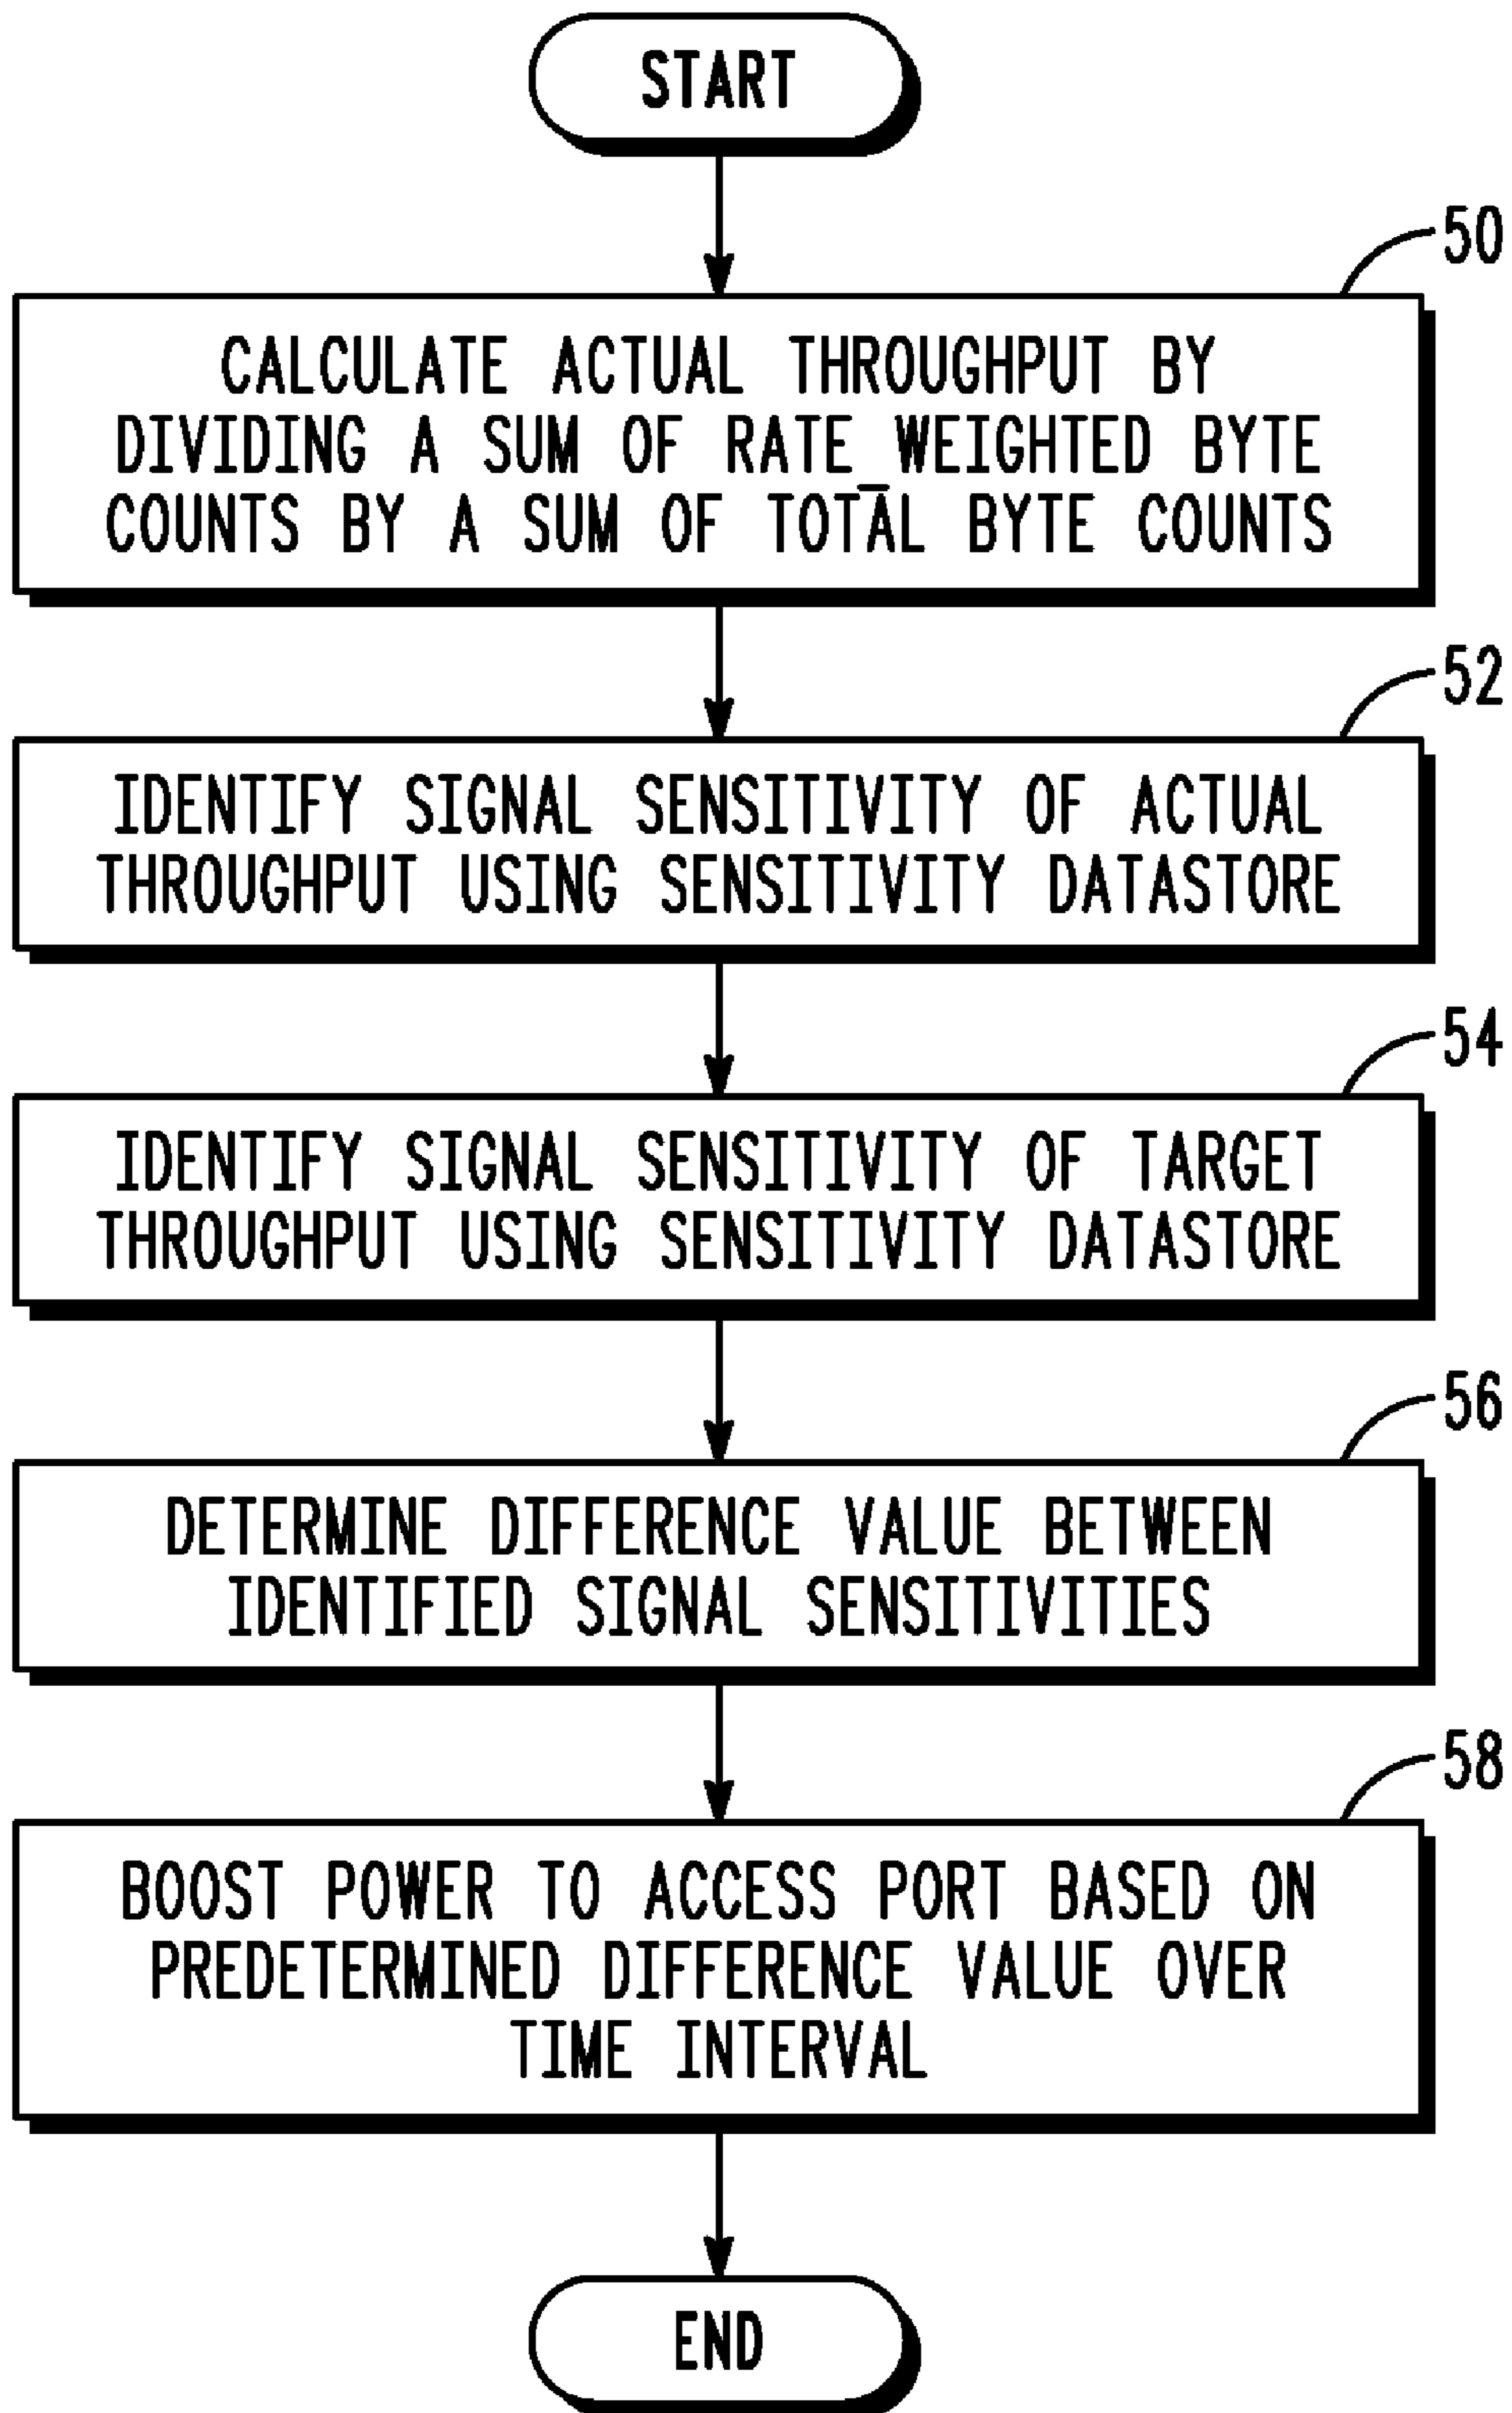 START
50
CALCULATE ACTUAL THROUGHPUT BY
DIVIDING A SUM OF RATE_WEIGHTED BYTE
COUNTS BY A SUM OF TOTAL BYTE COUNTS
52
IDENTIFY SIGNAL SENSITIVITY OF ACTUAL
THROUGHPUT USING SENSITIVITY DATASTORE
54
IDENTIFY SIGNAL SENSITIVITY OF TARGET
THROUGHPUT USING SENSITIVITY DATASTORE
56
DETERMINE DIFFERENCE VALUE BETWEEN
IDENTIFIED SIGNAL SENSITIVITIES
58
BOOST POWER TO ACCESS PORT BASED ON
PREDETERMINED DIFFERENCE VALUE OVER
TIME INTERVAL
END